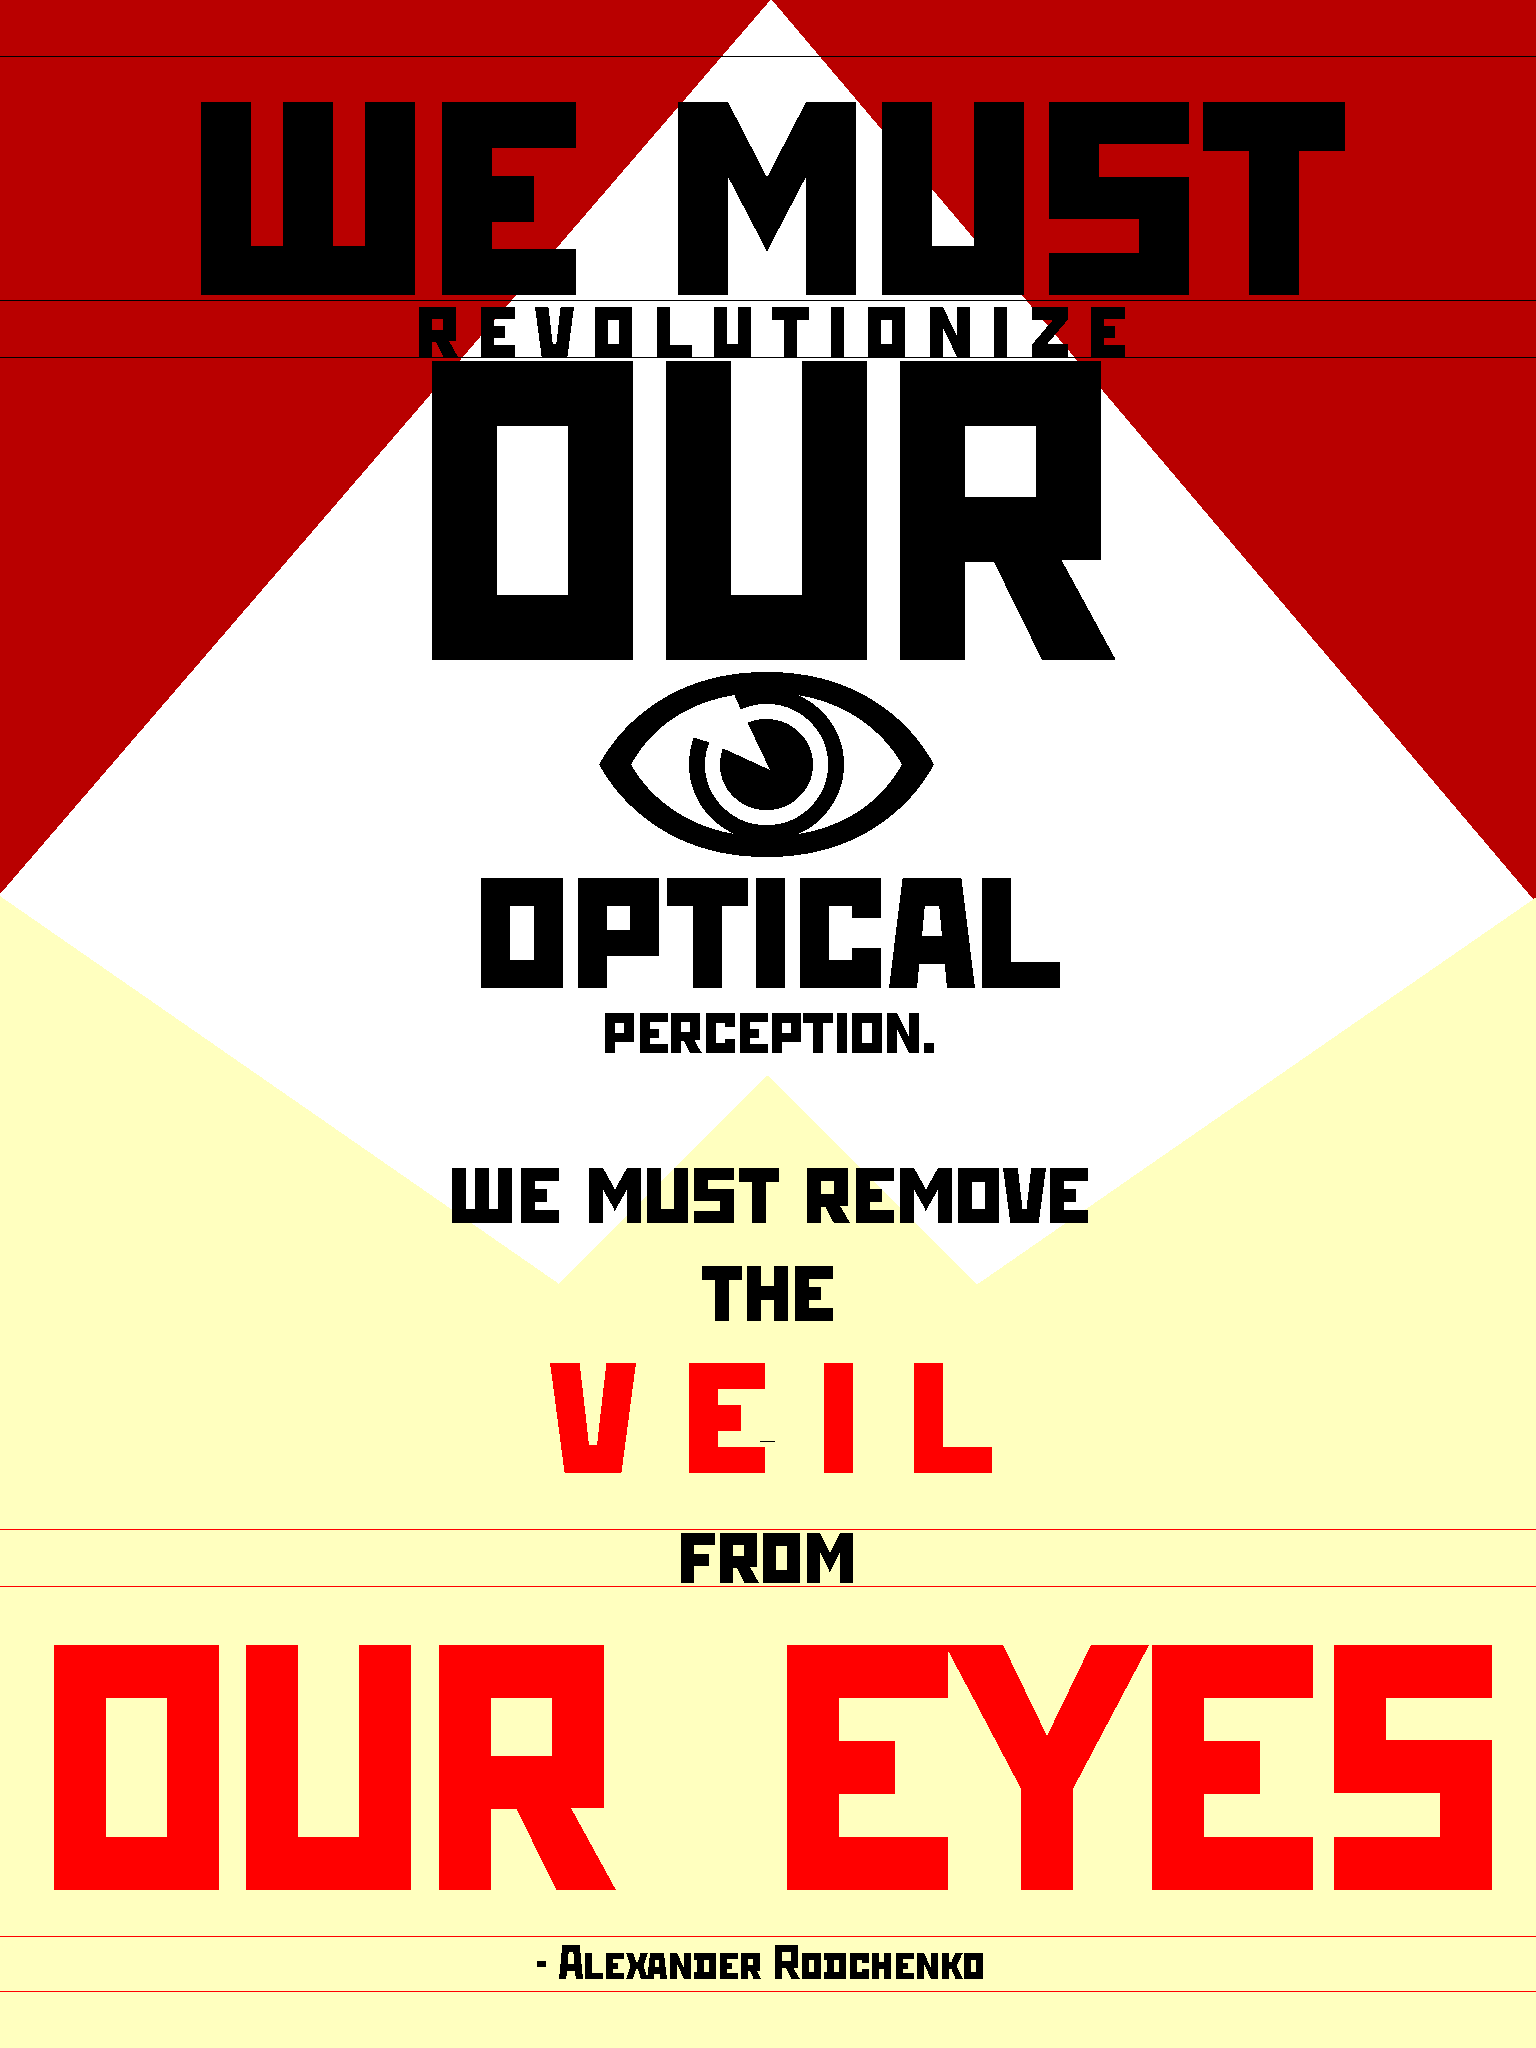 WE MUST
REVOLUTIONIZE
OUR
OPTICAL
PERCEPTION.
WE MUST REMOVE
THE
VEIL
FROM
OUR EYES
- ALEXANDER RODCHENKO